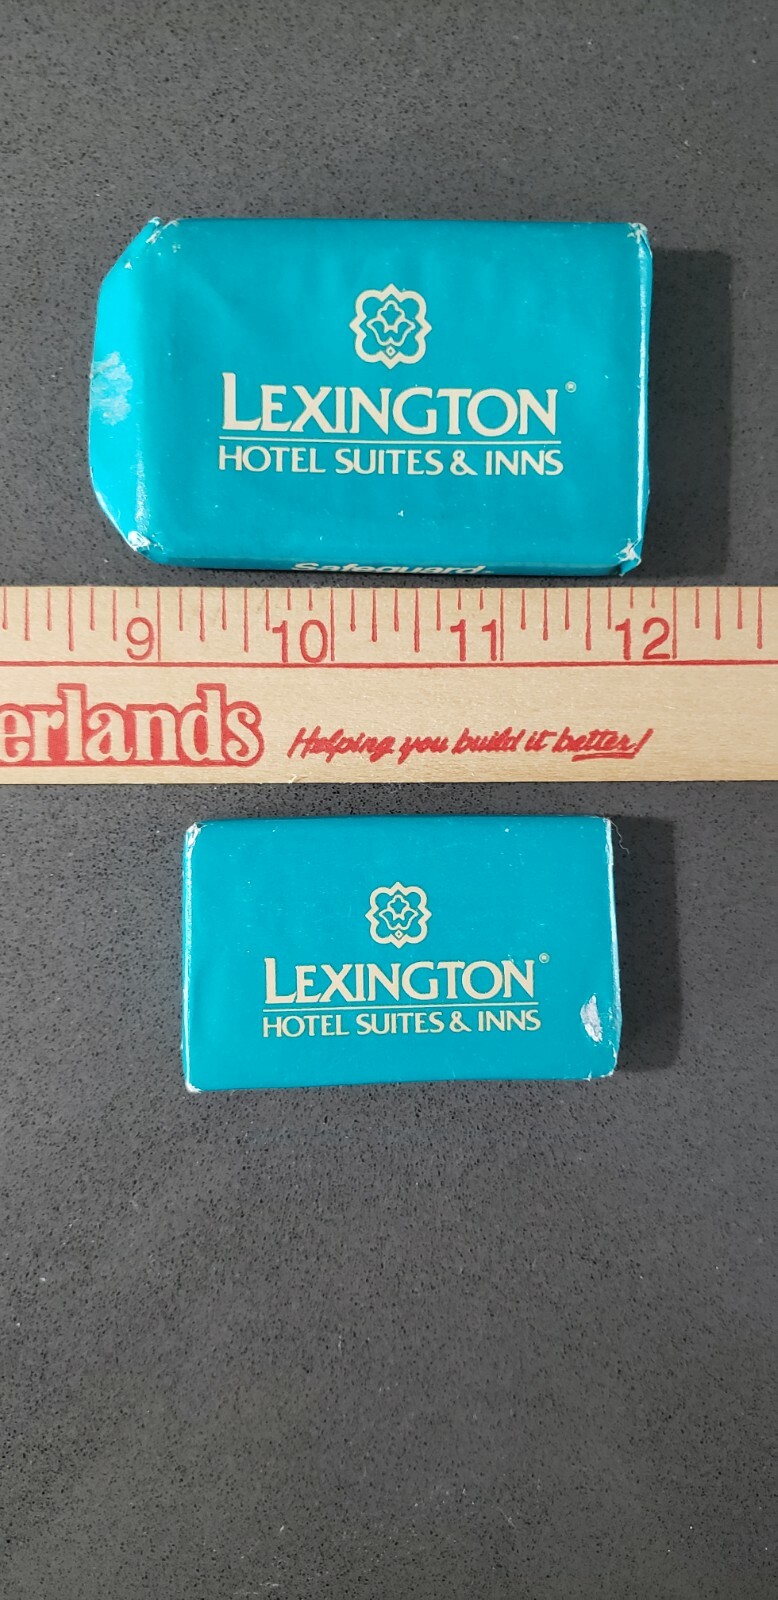 LEXINGTON®
HOTEL SUITES & INNS
Safeguard
9 10 11 12
erlands Helping you build it better!
LEXINGTON®
HOTEL SUITES & INNS